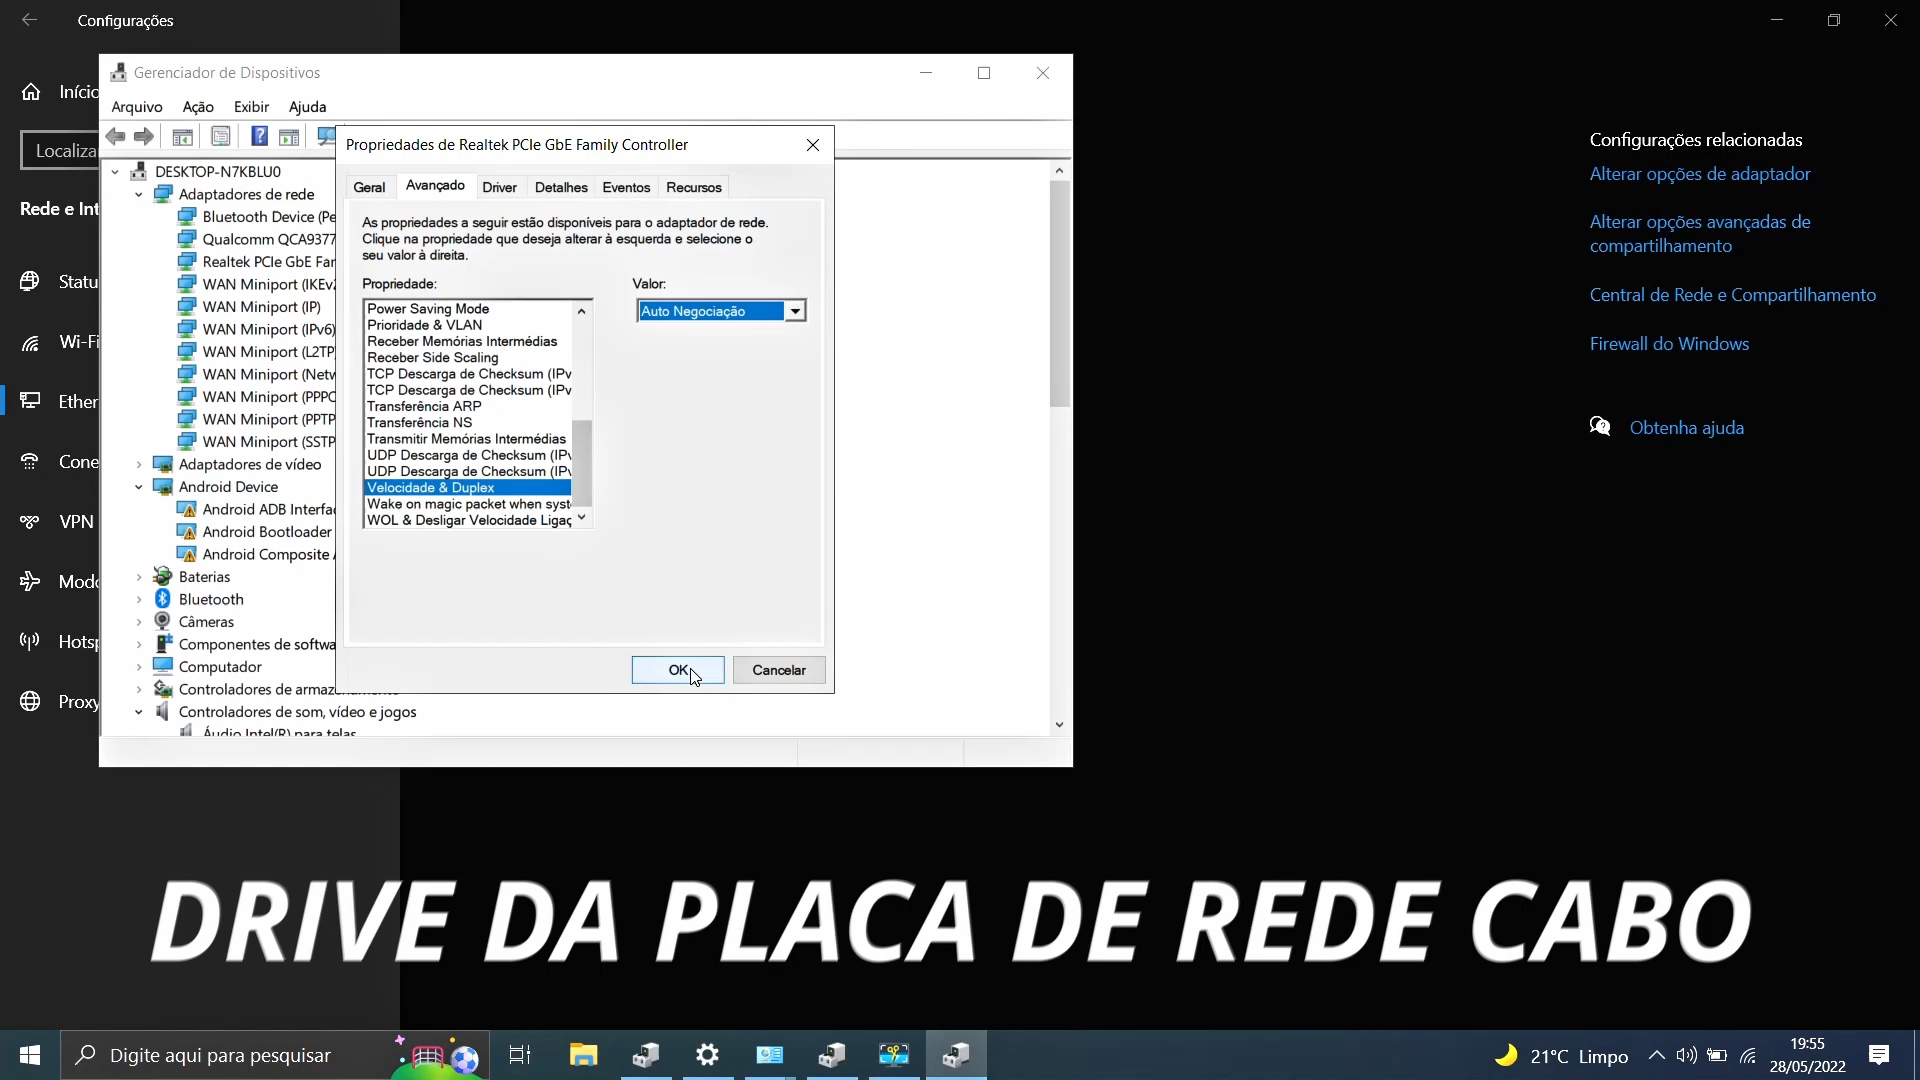 Configurações
Início
Localiza
Rede e Int
Statu
Wi-Fi
Ether
Cone
VPN
Modo
Hotsp
Proxy
Gerenciador de Dispositivos
Arquivo Ação Exibir Ajuda
DESKTOP-N7KBLU0
Adaptadores de rede
Bluetooth Device (Pe
Qualcomm QCA9377
Realtek PCIe GbE Far
WAN Miniport (IKEv2
WAN Miniport (IP)
WAN Miniport (IPv6)
WAN Miniport (L2TP
WAN Miniport (Netw
WAN Miniport (PPPO
WAN Miniport (PPTP
WAN Miniport (SSTP
Adaptadores de vídeo
Android Device
Android ADB Interfac
Android Bootloader
Android Composite A
Baterias
Bluetooth
Câmeras
Componentes de softwa
Computador
Controladores de armazenamento
Controladores de som, vídeo e jogos
Áudio Intel(R) para telas
Propriedades de Realtek PCIe GbE Family Controller
Geral Avançado Driver Detalhes Eventos Recursos
As propriedades a seguir estão disponíveis para o adaptador de rede.
Clique na propriedade que deseja alterar à esquerda e selecione o
seu valor à direita.
Propriedade:
Power Saving Mode
Prioridade & VLAN
Receber Memórias Intermédias
Receber Side Scaling
TCP Descarga de Checksum (IPv
TCP Descarga de Checksum (IPv
Transferência ARP
Transferência NS
Transmitir Memórias Intermédias
UDP Descarga de Checksum (IPv
UDP Descarga de Checksum (IPv
Velocidade & Duplex
Wake on magic packet when syst
WOL & Desligar Velocidade Ligaç
Valor:
Auto Negociação
OK Cancelar
Configurações relacionadas
Alterar opções de adaptador
Alterar opções avançadas de
compartilhamento
Central de Rede e Compartilhamento
Firewall do Windows
Obtenha ajuda
DRIVE DA PLACA DE REDE CABO
Digite aqui para pesquisar
21°C Limpo
19:55
28/05/2022